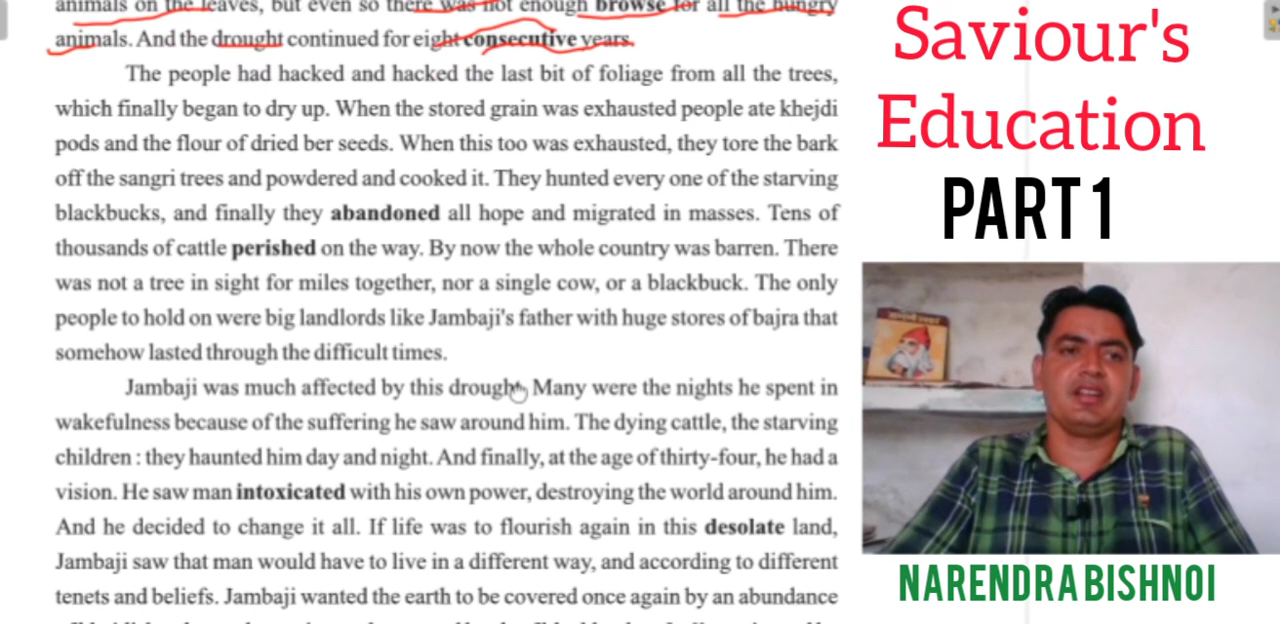 animals on the leaves, but even so there was not enough browse for all the hungry
animals. And the drought continued for eight consecutive years.
The people had hacked and hacked the last bit of foliage from all the trees,
which finally began to dry up. When the stored grain was exhausted people ate khejdi
pods and the flour of dried ber seeds. When this too was exhausted, they tore the bark
off the sangri trees and powdered and cooked it. They hunted every one of the starving
blackbucks, and finally they abandoned all hope and migrated in masses. Tens of
thousands of cattle perished on the way. By now the whole country was barren. There
was not a tree in sight for miles together, nor a single cow, or a blackbuck. The only
people to hold on were big landlords like Jambaji's father with huge stores of bajra that
somehow lasted through the difficult times.
Jambaji was much affected by this drought. Many were the nights he spent in
wakefulness because of the suffering he saw around him. The dying cattle, the starving
children : they haunted him day and night. And finally, at the age of thirty-four, he had a
vision. He saw man intoxicated with his own power, destroying the world around him.
And he decided to change it all. If life was to flourish again in this desolate land,
Jambaji saw that man would have to live in a different way, and according to different
tenets and beliefs. Jambaji wanted the earth to be covered once again by an abundance
Saviour's
Education
PART 1
NARENDRA BISHNOI